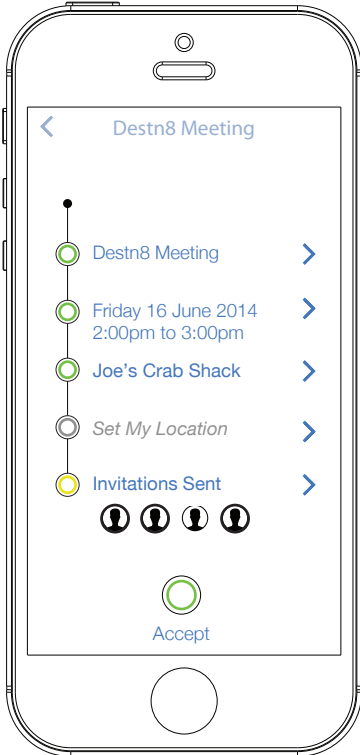 Destn8 Meeting
Destn8 Meeting
Friday 16 June 2014
2:00pm to 3:00pm
Joe's Crab Shack
Set My Location
Invitations Sent
Accept